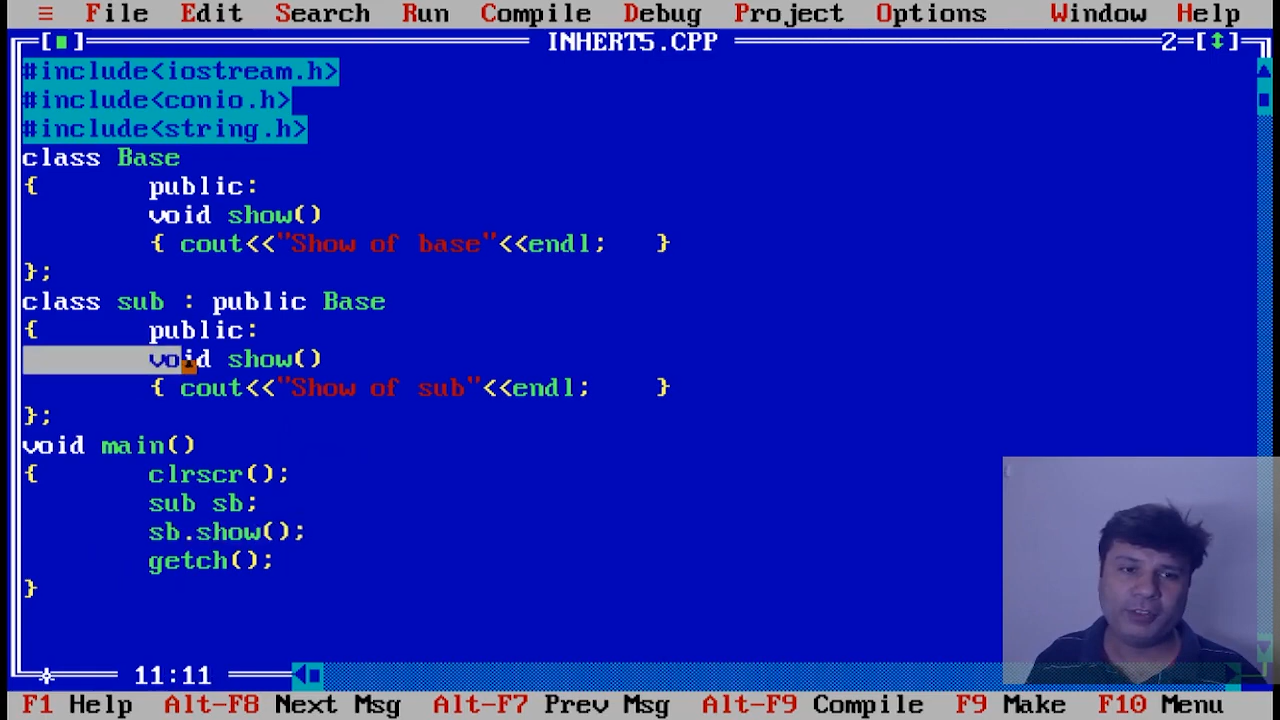 ≡ File Edit Search Run Compile Debug Project Options Window Help
[■] INHERT5.CPP 2=[↕]
#include<iostream.h>
#include<conio.h>
#include<string.h>
class Base
{ public:
void show()
{ cout<<"Show of base"<<endl; }
};
class sub : public Base
{ public:
void show()
{ cout<<"Show of sub"<<endl; }
};
void main()
{ clrscr();
sub sb;
sb.show();
getch();
}
11:11
F1 Help Alt-F8 Next Msg Alt-F7 Prev Msg Alt-F9 Compile F9 Make F10 Menu